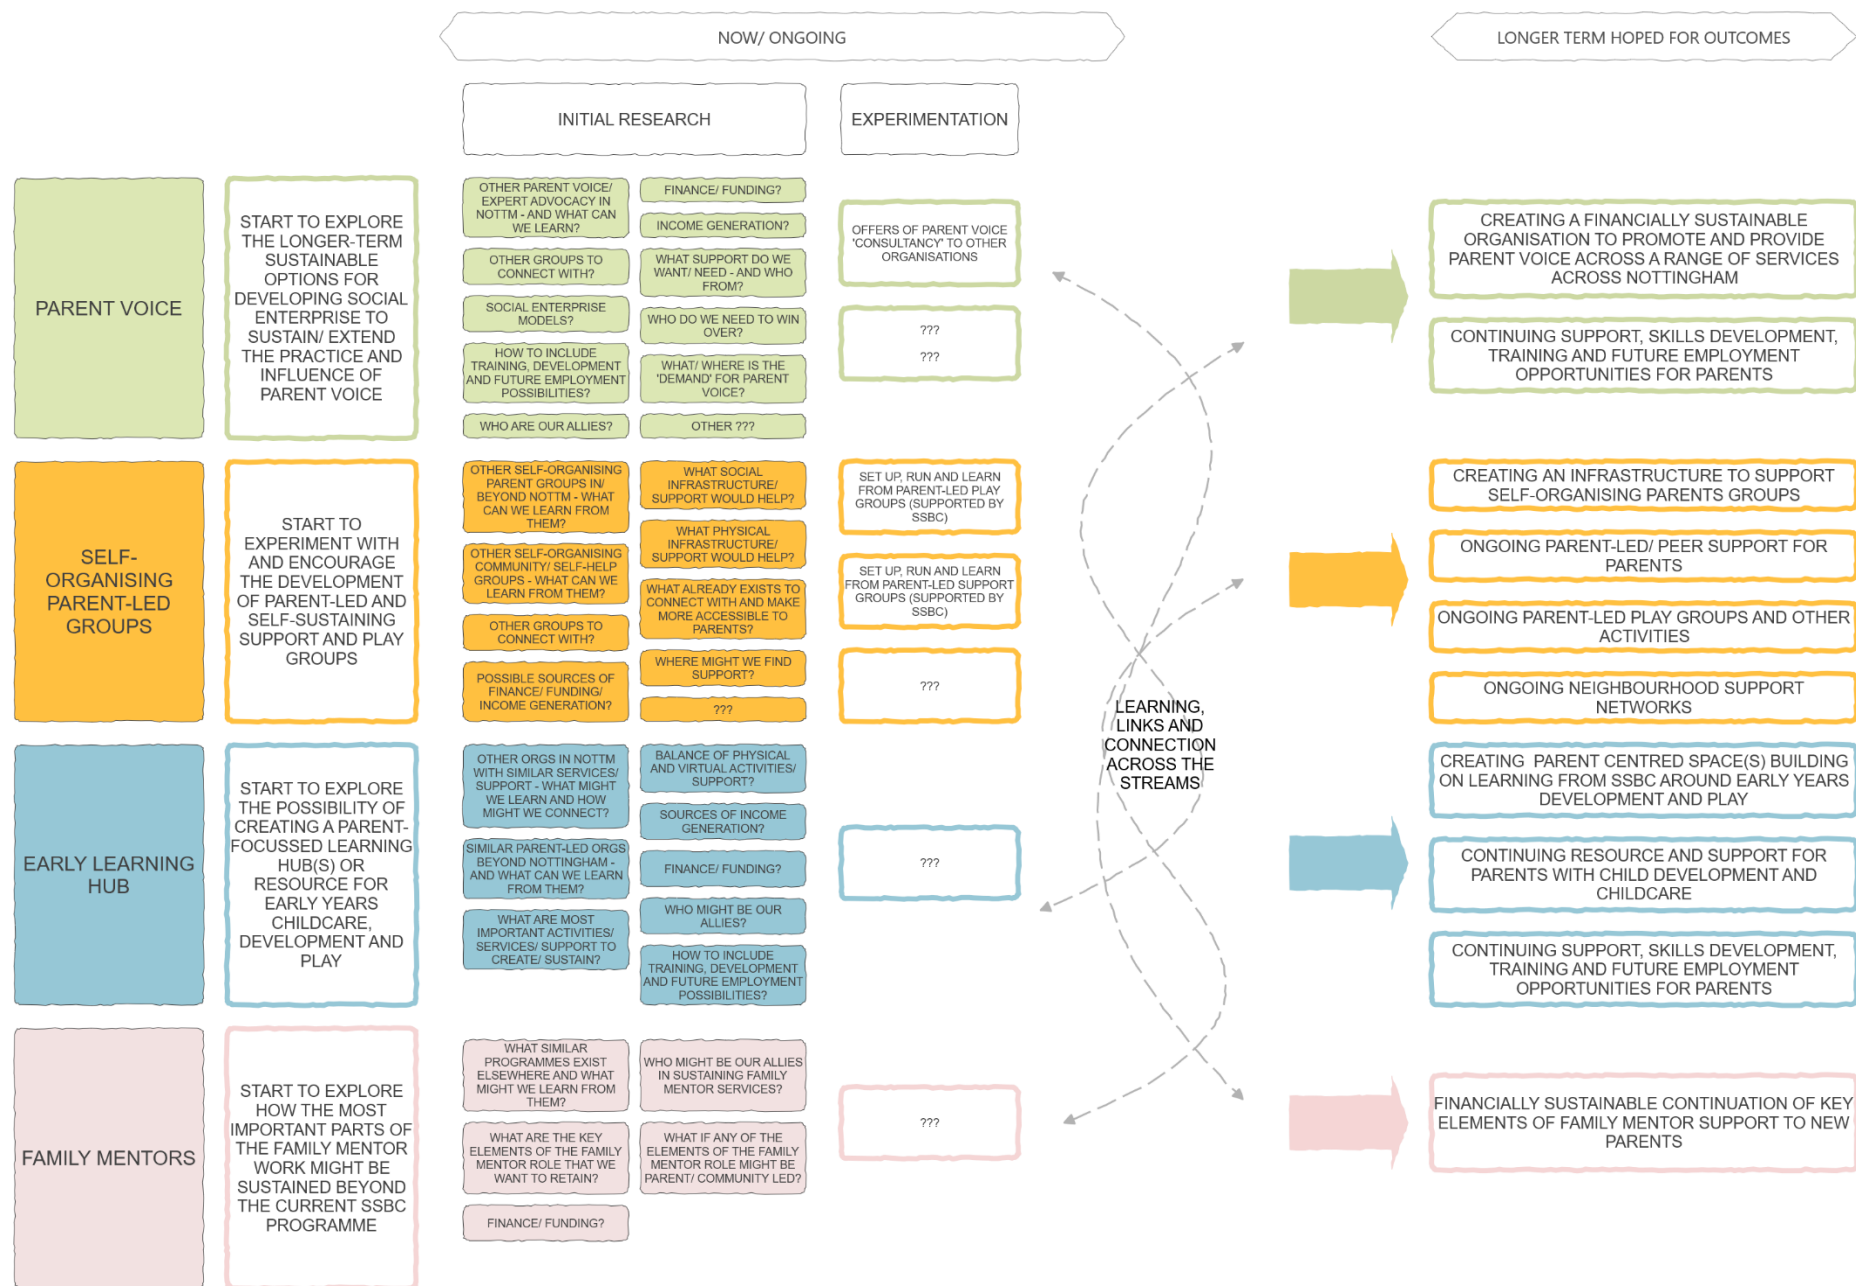 NOW/ ONGOING
LONGER TERM HOPED FOR OUTCOMES
INITIAL RESEARCH
EXPERIMENTATION
PARENT VOICE
START TO EXPLORE
THE LONGER-TERM
SUSTAINABLE
OPTIONS FOR
DEVELOPING SOCIAL
ENTERPRISE TO
SUSTAIN/ EXTEND
THE PRACTICE AND
INFLUENCE OF
PARENT VOICE
OTHER PARENT VOICE/
EXPERT ADVOCACY IN
NOTTM - AND WHAT CAN
WE LEARN?
OTHER GROUPS TO
CONNECT WITH?
SOCIAL ENTERPRISE
MODELS?
HOW TO INCLUDE
TRAINING, DEVELOPMENT
AND FUTURE EMPLOYMENT
POSSIBILITIES?
WHO ARE OUR ALLIES?
FINANCE/ FUNDING?
INCOME GENERATION?
WHAT SUPPORT DO WE
WANT/ NEED - AND WHO
FROM?
WHO DO WE NEED TO WIN
OVER?
WHAT/ WHERE IS THE
'DEMAND' FOR PARENT
VOICE?
OTHER ???
OFFERS OF PARENT VOICE
'CONSULTANCY' TO OTHER
ORGANISATIONS
???
???
CREATING A FINANCIALLY SUSTAINABLE
ORGANISATION TO PROMOTE AND PROVIDE
PARENT VOICE ACROSS A RANGE OF SERVICES
ACROSS NOTTINGHAM
CONTINUING SUPPORT, SKILLS DEVELOPMENT,
TRAINING AND FUTURE EMPLOYMENT
OPPORTUNITIES FOR PARENTS
SELF-
ORGANISING
PARENT-LED
GROUPS
START TO
EXPERIMENT WITH
AND ENCOURAGE
THE DEVELOPMENT
OF PARENT-LED AND
SELF-SUSTAINING
SUPPORT AND PLAY
GROUPS
OTHER SELF-ORGANISING
PARENT GROUPS IN/
BEYOND NOTTM - WHAT
CAN WE LEARN FROM
THEM?
OTHER SELF-ORGANISING
COMMUNITY/ SELF-HELP
GROUPS - WHAT CAN WE
LEARN FROM THEM?
OTHER GROUPS TO
CONNECT WITH?
POSSIBLE SOURCES OF
FINANCE/ FUNDING/
INCOME GENERATION?
WHAT SOCIAL
INFRASTRUCTURE/
SUPPORT WOULD HELP?
WHAT PHYSICAL
INFRASTRUCTURE/
SUPPORT WOULD HELP?
WHAT ALREADY EXISTS TO
CONNECT WITH AND MAKE
MORE ACCESSIBLE TO
PARENTS?
WHERE MIGHT WE FIND
SUPPORT?
???
SET UP, RUN AND LEARN
FROM PARENT-LED PLAY
GROUPS (SUPPORTED BY
SSBC)
SET UP, RUN AND LEARN
FROM PARENT-LED SUPPORT
GROUPS (SUPPORTED BY
SSBC)
???
CREATING AN INFRASTRUCTURE TO SUPPORT
SELF-ORGANISING PARENTS GROUPS
ONGOING PARENT-LED/ PEER SUPPORT FOR
PARENTS
ONGOING PARENT-LED PLAY GROUPS AND OTHER
ACTIVITIES
ONGOING NEIGHBOURHOOD SUPPORT
NETWORKS
LEARNING,
LINKS AND
CONNECTION
ACROSS THE
STREAMS
EARLY LEARNING
HUB
START TO EXPLORE
THE POSSIBILITY OF
CREATING A PARENT-
FOCUSSED LEARNING
HUB(S) OR
RESOURCE FOR
EARLY YEARS
CHILDCARE,
DEVELOPMENT AND
PLAY
OTHER ORGS IN NOTTM
WITH SIMILAR SERVICES/
SUPPORT - WHAT MIGHT
WE LEARN AND HOW
MIGHT WE CONNECT?
SIMILAR PARENT-LED ORGS
BEYOND NOTTINGHAM -
AND WHAT CAN WE LEARN
FROM THEM?
WHAT ARE MOST
IMPORTANT ACTIVITIES/
SERVICES/ SUPPORT TO
CREATE/ SUSTAIN?
BALANCE OF PHYSICAL
AND VIRTUAL ACTIVITIES/
SUPPORT?
SOURCES OF INCOME
GENERATION?
FINANCE/ FUNDING?
WHO MIGHT BE OUR
ALLIES?
HOW TO INCLUDE
TRAINING, DEVELOPMENT
AND FUTURE EMPLOYMENT
POSSIBILITIES?
???
CREATING PARENT CENTRED SPACE(S) BUILDING
ON LEARNING FROM SSBC AROUND EARLY YEARS
DEVELOPMENT AND PLAY
CONTINUING RESOURCE AND SUPPORT FOR
PARENTS WITH CHILD DEVELOPMENT AND
CHILDCARE
CONTINUING SUPPORT, SKILLS DEVELOPMENT,
TRAINING AND FUTURE EMPLOYMENT
OPPORTUNITIES FOR PARENTS
FAMILY MENTORS
START TO EXPLORE
HOW THE MOST
IMPORTANT PARTS OF
THE FAMILY MENTOR
WORK MIGHT BE
SUSTAINED BEYOND
THE CURRENT SSBC
PROGRAMME
WHAT SIMILAR
PROGRAMMES EXIST
ELSEWHERE AND WHAT
MIGHT WE LEARN FROM
THEM?
WHAT ARE THE KEY
ELEMENTS OF THE FAMILY
MENTOR ROLE THAT WE
WANT TO RETAIN?
FINANCE/ FUNDING?
WHO MIGHT BE OUR ALLIES
IN SUSTAINING FAMILY
MENTOR SERVICES?
WHAT IF ANY OF THE
ELEMENTS OF THE FAMILY
MENTOR ROLE MIGHT BE
PARENT/ COMMUNITY LED?
???
FINANCIALLY SUSTAINABLE CONTINUATION OF KEY
ELEMENTS OF FAMILY MENTOR SUPPORT TO NEW
PARENTS